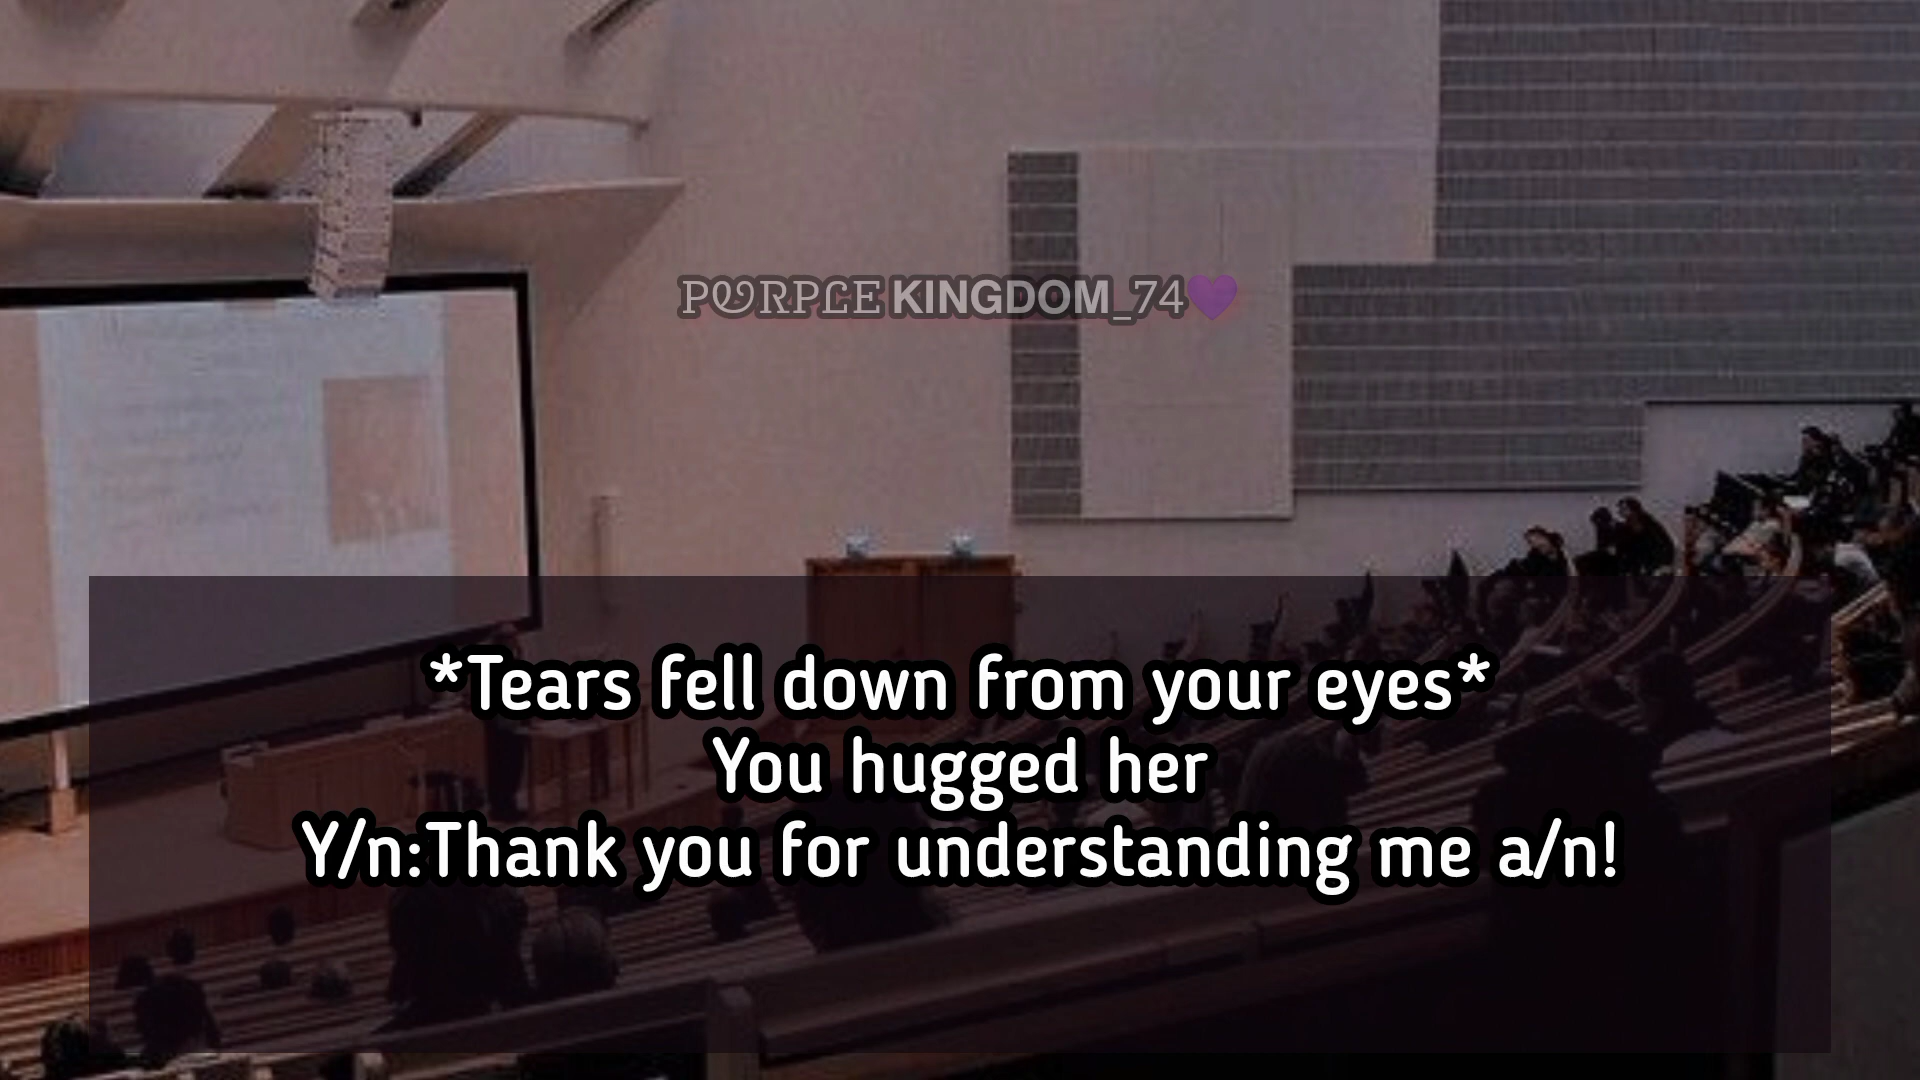 PURPLE KINGDOM_74💜
*Tears fell down from your eyes*
You hugged her
Y/n:Thank you for understanding me a/n!